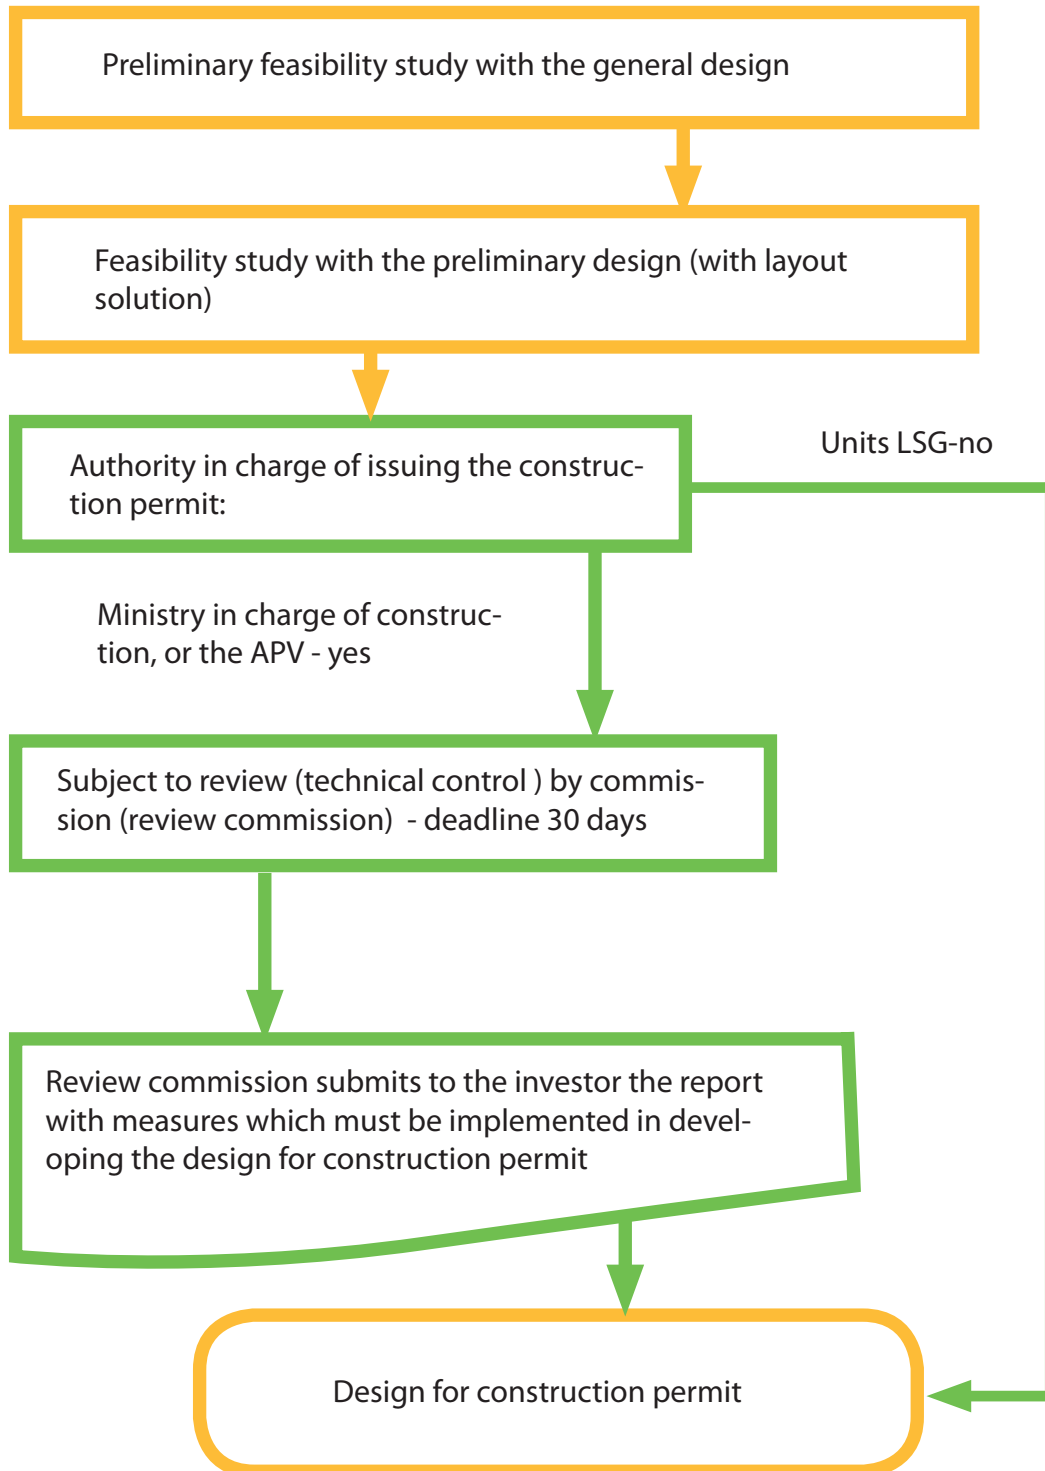 Preliminary feasibility study with the general design
Feasibility study with the preliminary design (with layout
solution)
Units LSG-no
Authority in charge of issuing the construc-
tion permit:
Ministry in charge of construc-
tion, or the APV - yes
Subject to review (technical control ) by commis-
sion (review commission)  - deadline 30 days
Review commission submits to the investor the report
with measures which must be implemented in devel-
oping the design for construction permit
Design for construction permit